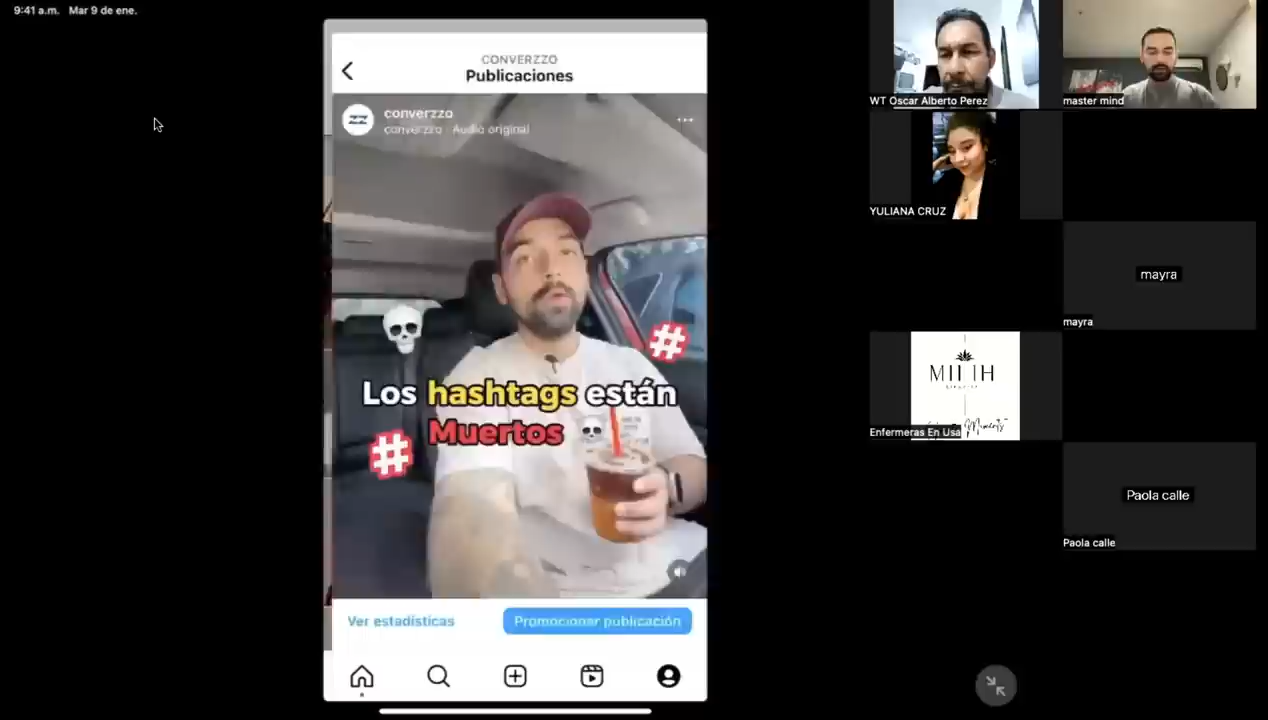 9:41 a.m. Mar 9 de ene.
CONVERZZO
Publicaciones
converzzo
converzzo · Audio original
Los hashtags están
Muertos
#
#
Ver estadísticas
Promocionar publicación
WT Oscar Alberto Perez
master mind
YULIANA CRUZ
mayra
mayra
Enfermeras En Usa
Paola calle
Paola calle